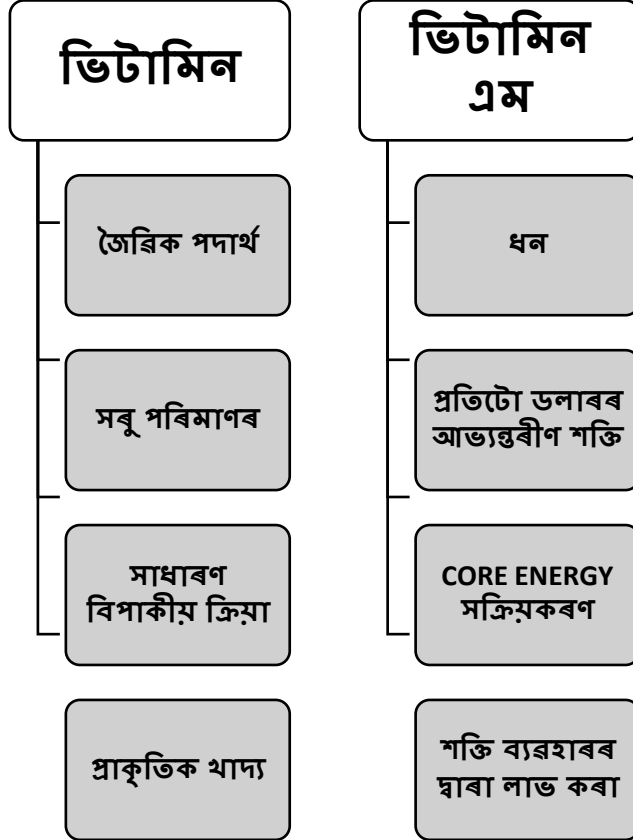 ভিটামিন
জৈৱিক পদাৰ্থ
সৰু পৰিমাণৰ
সাধাৰণ
বিপাকীয় ক্ৰিয়া
প্ৰাকৃতিক খাদ্য
ভিটামিন
এম
ধন
প্ৰতিটো ডলাৰৰ
আভ্যন্তৰীণ শক্তি
CORE ENERGY
সক্ৰিয়কৰণ
শক্তি ব্যৱহাৰৰ
দ্বাৰা লাভ কৰা